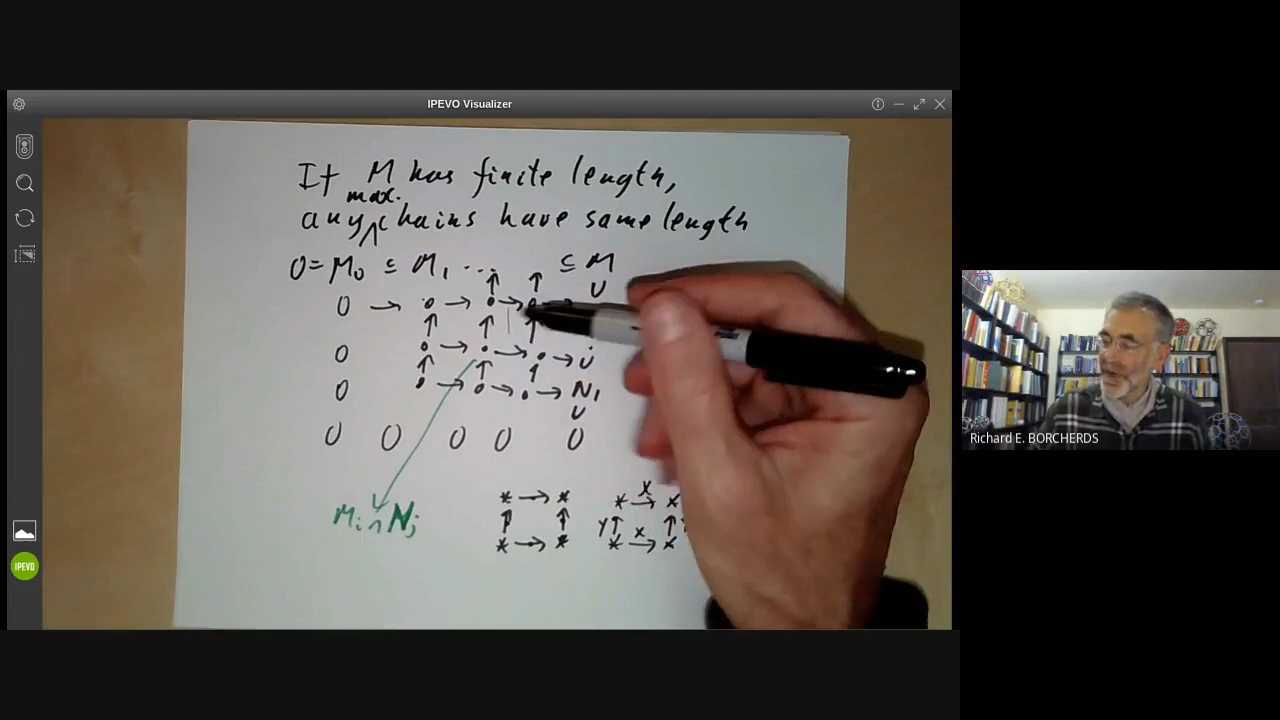 IPEVO Visualizer
If M has finite length,
max.
any chains have same length
0 = M₀ ⊆ M₁ ... ⊆ M
0 → • → • → • → ∪
0 • → • → • → ∪
0 • → • → • → N₁
∪
0 0 0 0 0
Mᵢ ∩ Nⱼ
* → * * X → *
↑ ↑ Y ↑ X ↑
* → * * → *
IPEVO
Richard E. BORCHERDS